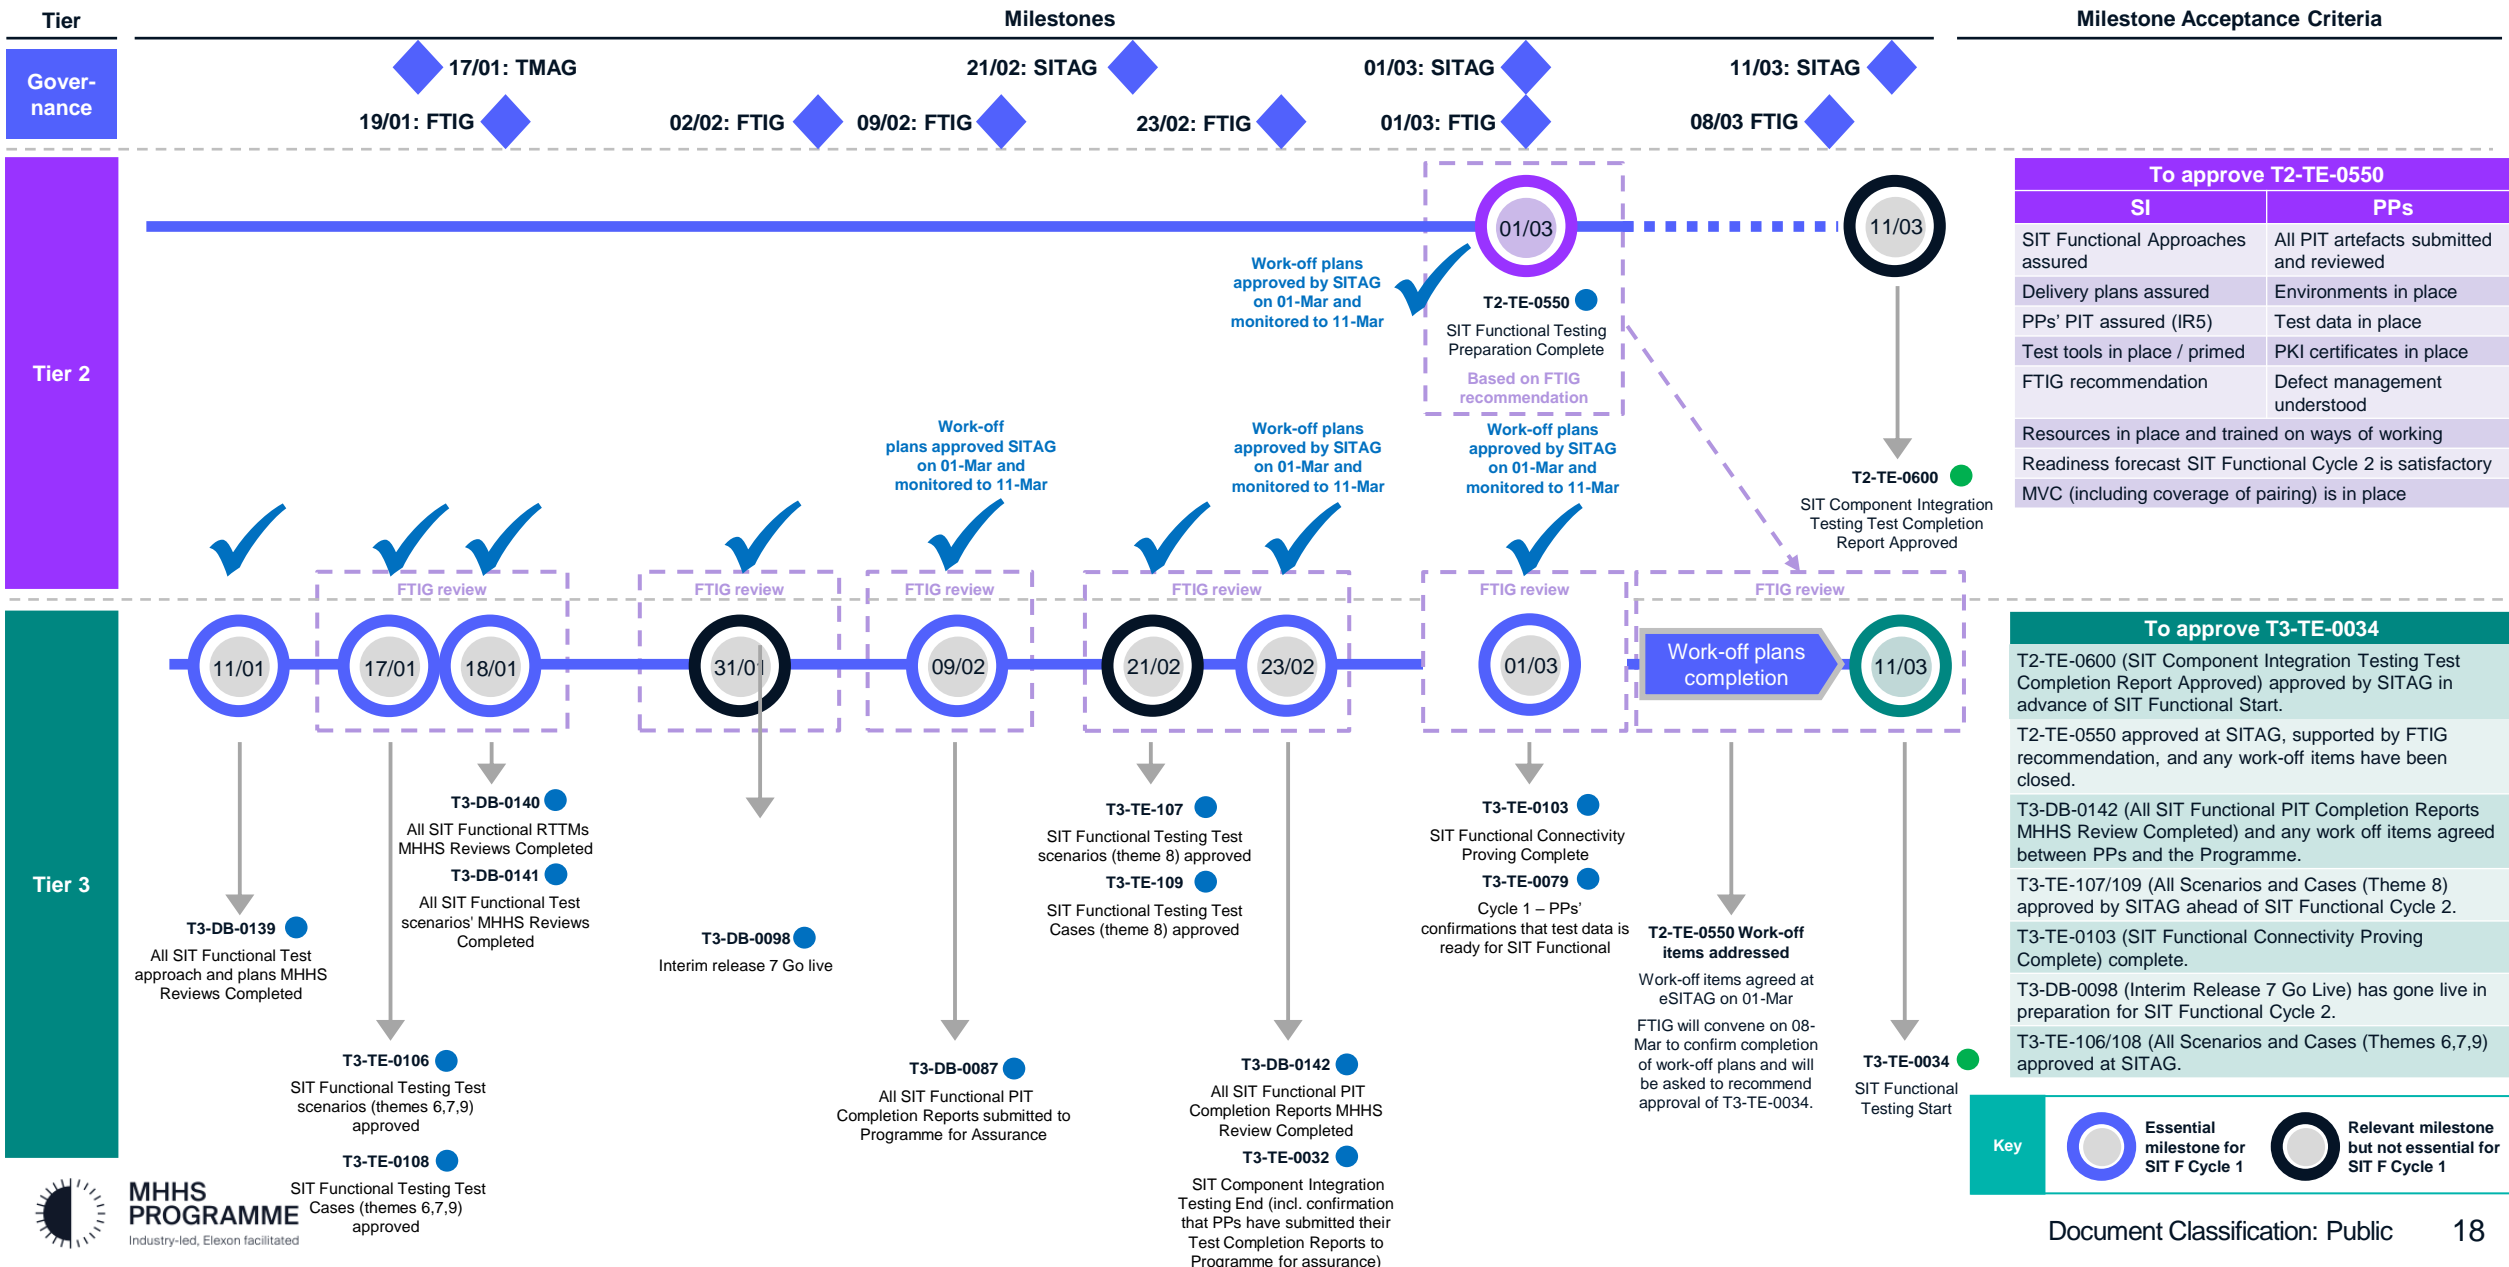 Tier
Milestones
Milestone Acceptance Criteria
Gover-
nance
17/01: TMAG
21/02: SITAG
01/03: SITAG
11/03: SITAG
19/01: FTIG
02/02: FTIG
09/02: FTIG
23/02: FTIG
01/03: FTIG
08/03 FTIG
Tier 2
01/03
11/03
Work-off plans
approved by SITAG
on 01-Mar and
monitored to 11-Mar
T2-TE-0550
SIT Functional Testing
Preparation Complete
Based on FTIG
recommendation
T2-TE-0600
SIT Component Integration
Testing Test Completion
Report Approved
To approve T2-TE-0550
SI
PPs
SIT Functional Approaches
assured
All PIT artefacts submitted
and reviewed
Delivery plans assured
Environments in place
PPs' PIT assured (IR5)
Test data in place
Test tools in place / primed
PKI certificates in place
FTIG recommendation
Defect management
understood
Resources in place and trained on ways of working
Readiness forecast SIT Functional Cycle 2 is satisfactory
MVC (including coverage of pairing) is in place
Work-off
plans approved SITAG
on 01-Mar and
monitored to 11-Mar
Work-off plans
approved by SITAG
on 01-Mar and
monitored to 11-Mar
Work-off plans
approved by SITAG
on 01-Mar and
monitored to 11-Mar
FTIG review
FTIG review
FTIG review
FTIG review
FTIG review
FTIG review
Tier 3
11/01
17/01
18/01
31/01
09/02
21/02
23/02
01/03
Work-off plans
completion
11/03
T3-DB-0139
All SIT Functional Test
approach and plans MHHS
Reviews Completed
T3-TE-0106
SIT Functional Testing Test
scenarios (themes 6,7,9)
approved
T3-TE-0108
SIT Functional Testing Test
Cases (themes 6,7,9)
approved
T3-DB-0140
All SIT Functional RTTMs
MHHS Reviews Completed
T3-DB-0141
All SIT Functional Test
scenarios' MHHS Reviews
Completed
T3-DB-0098
Interim release 7 Go live
T3-DB-0087
All SIT Functional PIT
Completion Reports submitted to
Programme for Assurance
T3-TE-107
SIT Functional Testing Test
scenarios (theme 8) approved
T3-TE-109
SIT Functional Testing Test
Cases (theme 8) approved
T3-DB-0142
All SIT Functional PIT
Completion Reports MHHS
Review Completed
T3-TE-0032
SIT Component Integration
Testing End (incl. confirmation
that PPs have submitted their
Test Completion Reports to
Programme for assurance)
T3-TE-0103
SIT Functional Connectivity
Proving Complete
T3-TE-0079
Cycle 1 – PPs'
confirmations that test data is
ready for SIT Functional
T2-TE-0550 Work-off
items addressed
Work-off items agreed at
eSITAG on 01-Mar
FTIG will convene on 08-
Mar to confirm completion
of work-off plans and will
be asked to recommend
approval of T3-TE-0034.
T3-TE-0034
SIT Functional
Testing Start
To approve T3-TE-0034
T2-TE-0600 (SIT Component Integration Testing Test
Completion Report Approved) approved by SITAG in
advance of SIT Functional Start.
T2-TE-0550 approved at SITAG, supported by FTIG
recommendation, and any work-off items have been
closed.
T3-DB-0142 (All SIT Functional PIT Completion Reports
MHHS Review Completed) and any work off items agreed
between PPs and the Programme.
T3-TE-107/109 (All Scenarios and Cases (Theme 8)
approved by SITAG ahead of SIT Functional Cycle 2.
T3-TE-0103 (SIT Functional Connectivity Proving
Complete) complete.
T3-DB-0098 (Interim Release 7 Go Live) has gone live in
preparation for SIT Functional Cycle 2.
T3-TE-106/108 (All Scenarios and Cases (Themes 6,7,9)
approved at SITAG.
Key
Essential
milestone for
SIT F Cycle 1
Relevant milestone
but not essential for
SIT F Cycle 1
MHHS
PROGRAMME
Industry-led, Elexon facilitated
Document Classification: Public
18